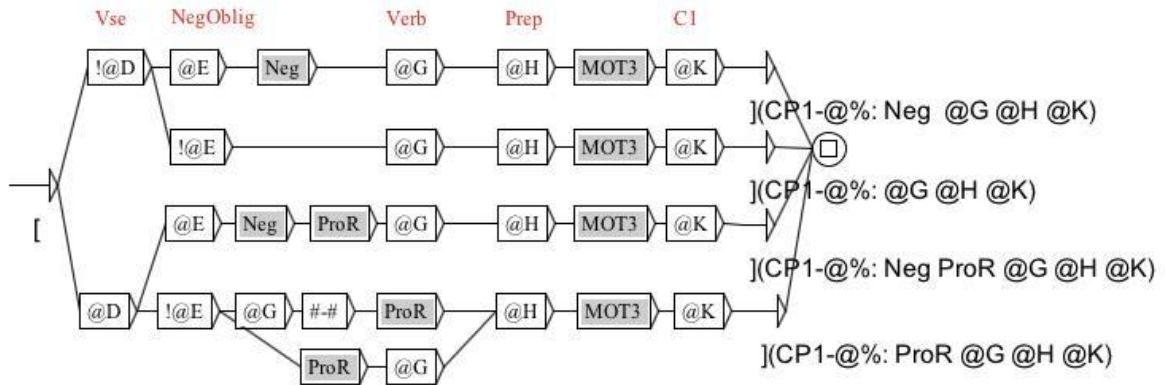 Vse NegOblig Verb Prep C1
!@D @E Neg @G @H MOT3 @K
](CP1-@%: Neg @G @H @K)
!@E @G @H MOT3 @K
](CP1-@%: @G @H @K)
[
@E Neg ProR @G @H MOT3 @K
](CP1-@%: Neg ProR @G @H @K)
@D !@E @G #-# ProR @H MOT3 @K
](CP1-@%: ProR @G @H @K)
ProR @G